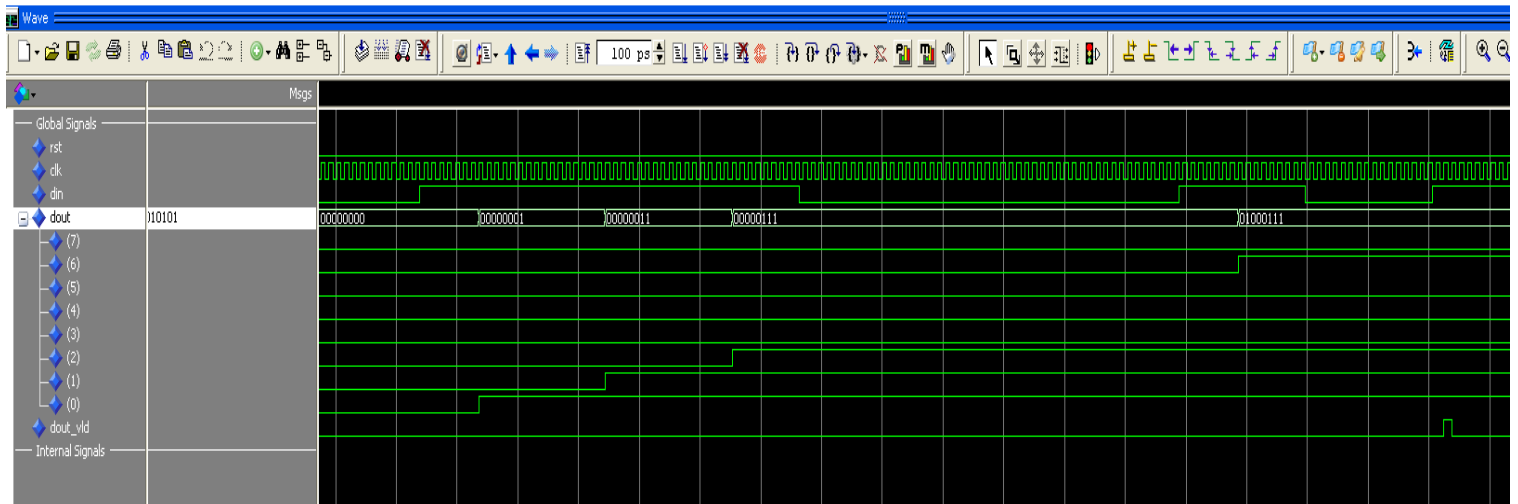 Wave
100 ps
Msgs
Global Signals
rst
clk
din
dout 010101 00000000 00000001 00000011 00000111 01000111
(7)
(6)
(5)
(4)
(3)
(2)
(1)
(0)
dout_vld
Internal Signals